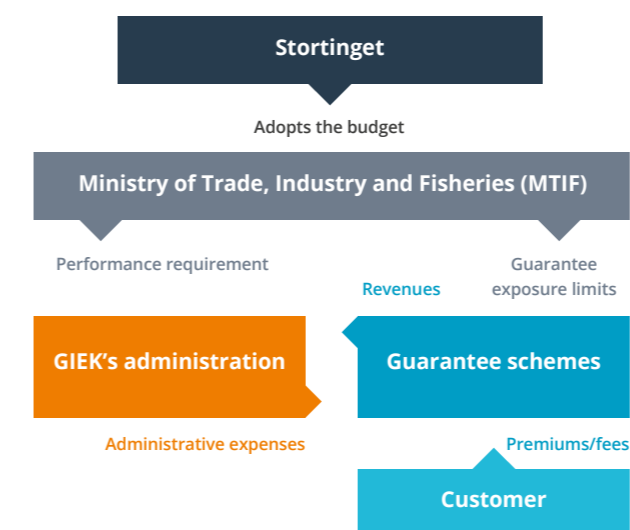 Stortinget
Adopts the budget
Ministry of Trade, Industry and Fisheries (MTIF)
Performance requirement
Guarantee
exposure limits
Revenues
GIEK's administration
Guarantee schemes
Administrative expenses
Premiums/fees
Customer